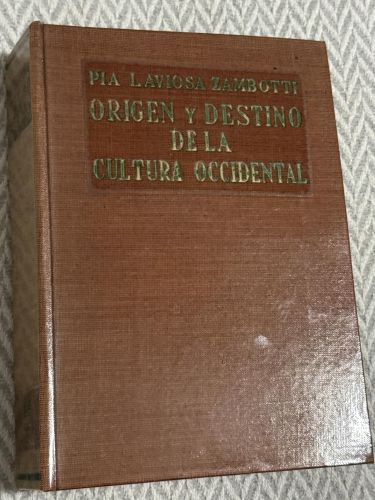 PIA LAVIOSA ZAMBOTTI
ORIGEN Y DESTINO
DE LA
CULTURA OCCIDENTAL